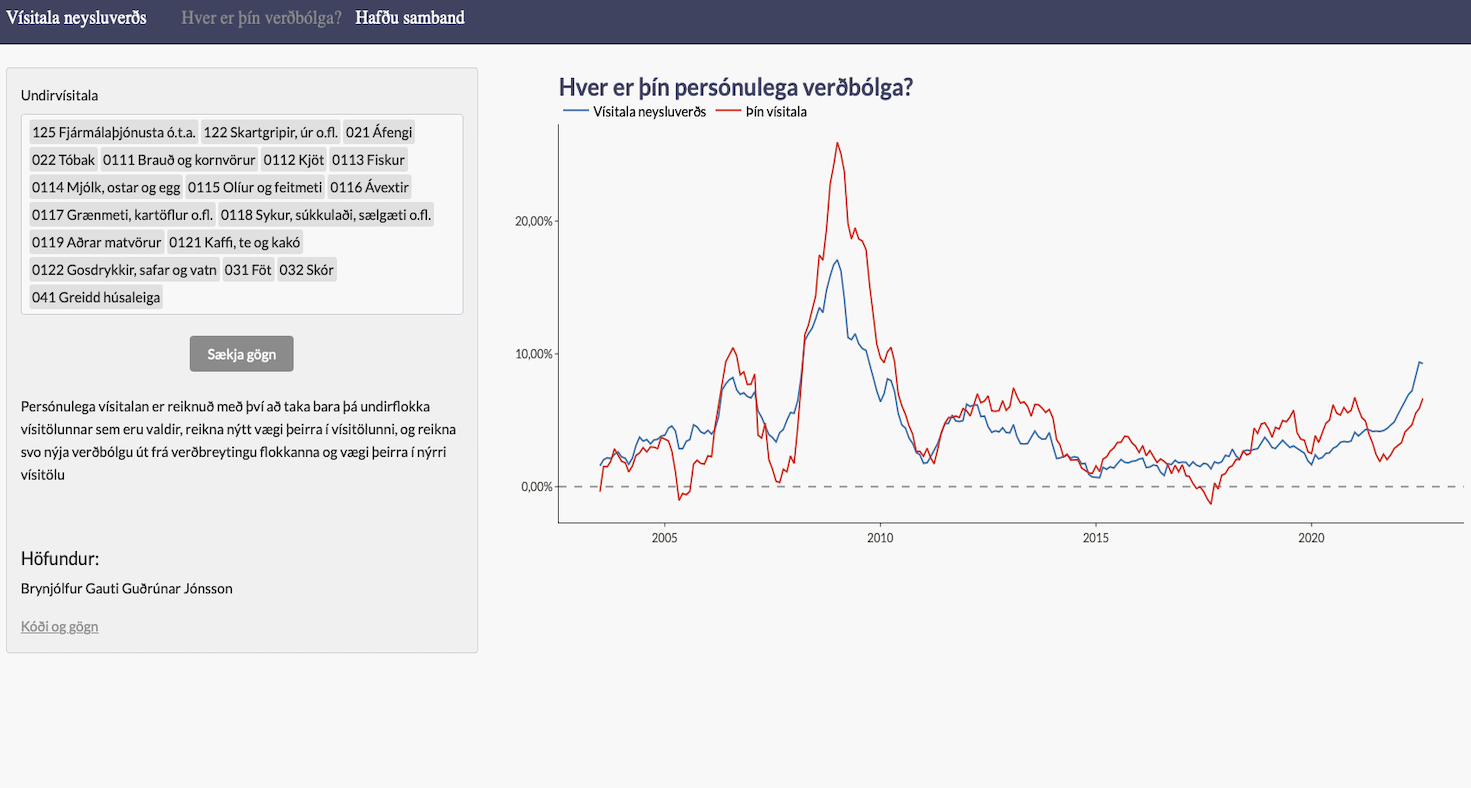 Vísitala neysluverðs Hver er þín verðbólga? Hafðu samband
Undirvísitala
125 Fjármálaþjónusta ó.t.a. 122 Skartgripir, úr o.fl. 021 Áfengi
022 Tóbak 0111 Brauð og kornvörur 0112 Kjöt 0113 Fiskur
0114 Mjólk, ostar og egg 0115 Olíur og feitmeti 0116 Ávextir
0117 Grænmeti, kartöflur o.fl. 0118 Sykur, súkkulaði, sælgæti o.fl.
0119 Aðrar matvörur 0121 Kaffi, te og kakó
0122 Gosdrykkir, safar og vatn 031 Föt 032 Skór
041 Greidd húsaleiga
Sækja gögn
Persónulega vísitalan er reiknuð með því að taka bara þá undirflokka
vísitölunnar sem eru valdir, reikna nýtt vægi þeirra í vísitölunni, og reikna
svo nýja verðbólgu út frá verðbreytingu flokkanna og vægi þeirra í nýrri
vísitölu
Höfundur:
Brynjólfur Gauti Guðrúnar Jónsson
Kóði og gögn
Hver er þín persónulega verðbólga?
Vísitala neysluverðs Þín vísitala
20,00%
10,00%
0,00%
2005 2010 2015 2020